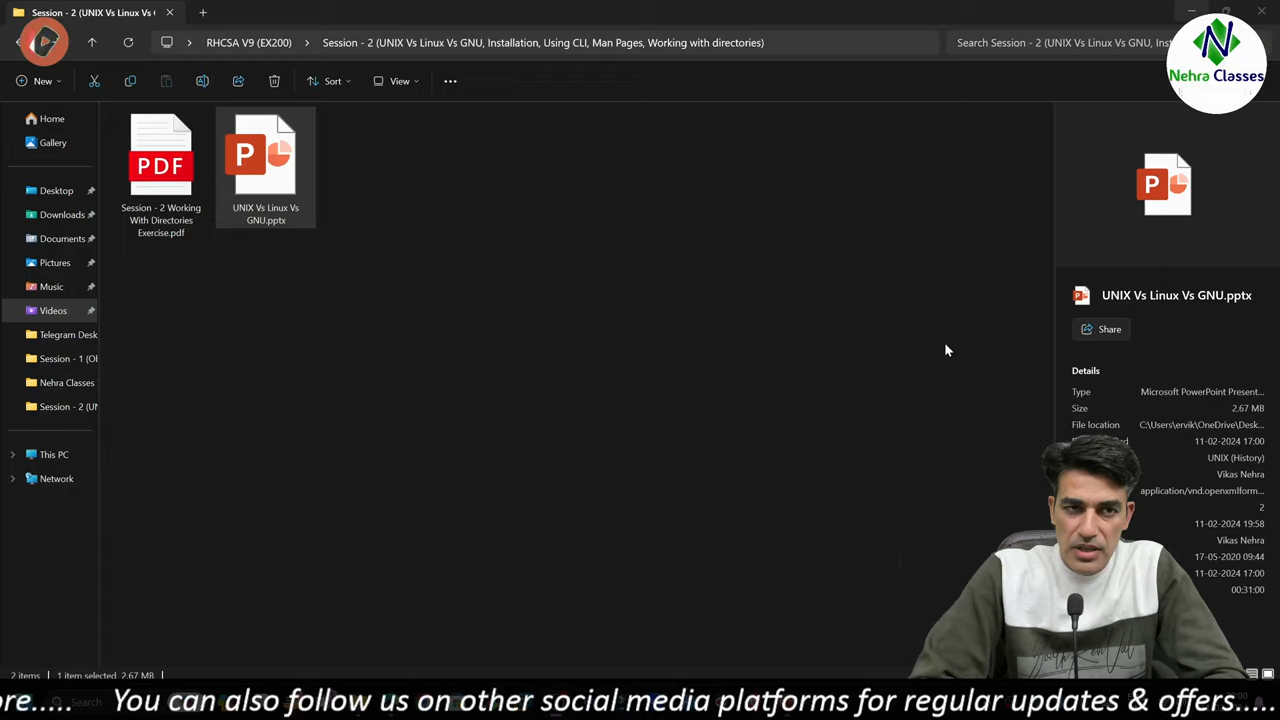 Session - 2 (UNIX Vs Linux Vs
RHCSA V9 (EX200)
Session - 2 (UNIX Vs Linux Vs GNU, Installation, Using CLI, Man Pages, Working with directories)
Search Session - 2 (UNIX Vs Linux Vs GNU, Inst
N
Nehra Classes
New
Sort
View
Home
Gallery
Desktop
Downloads
Documents
Pictures
Music
Videos
Telegram Desk
Session - 1 (Ol
Nehra Classes
Session - 2 (UN
This PC
Network
PDF
Session - 2 Working
With Directories
Exercise.pdf
P
UNIX Vs Linux Vs
GNU.pptx
P
UNIX Vs Linux Vs GNU.pptx
Share
Details
Type Microsoft PowerPoint Present...
Size 2.67 MB
File location C:\Users\ervik\OneDrive\Desk...
11-02-2024 17:00
UNIX (History)
Vikas Nehra
application/vnd.openxmlform...
2
11-02-2024 19:58
Vikas Nehra
17-05-2020 09:44
11-02-2024 17:00
00:31:00
2 items 1 item selected 2.67 MB
Search
ore..... You can also follow us on other social media platforms for regular updates & offers.....